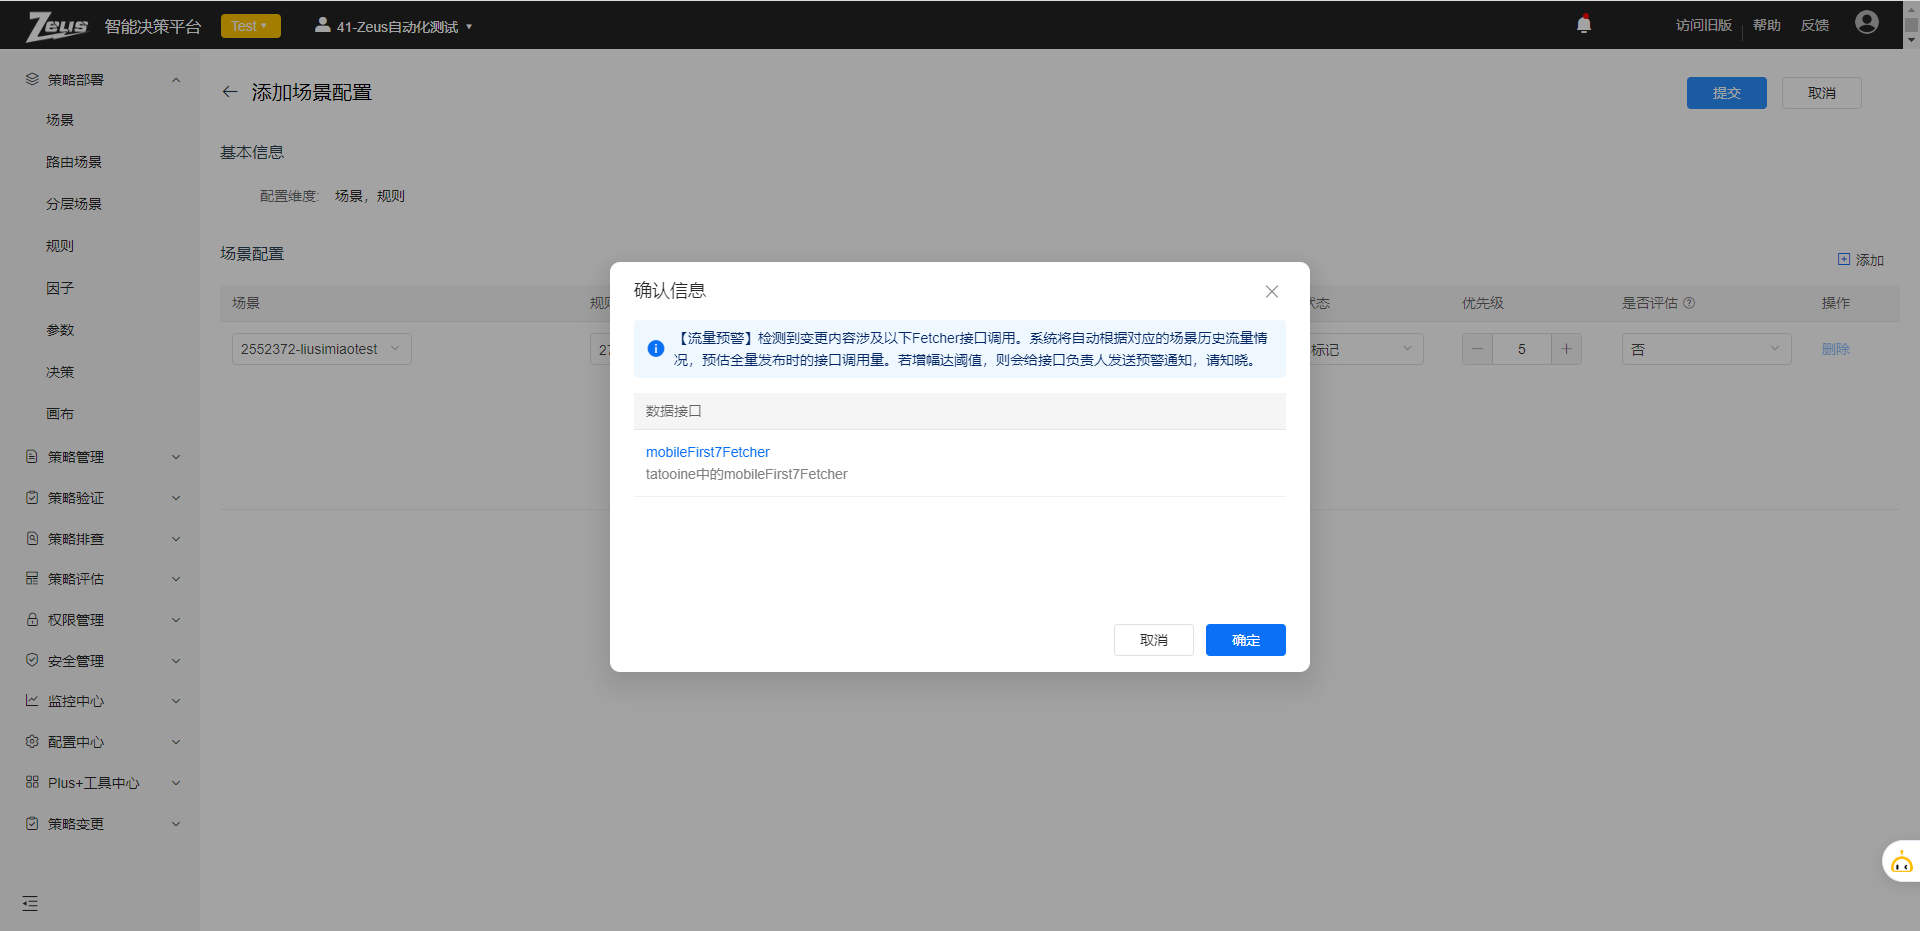 Zeus 智能决策平台 Test 41-Zeus自动化测试 访问旧版 帮助 反馈
策略部署
场景
路由场景
分层场景
规则
因子
参数
决策
画布
策略管理
策略验证
策略排查
策略评估
权限管理
安全管理
监控中心
配置中心
Plus+工具中心
策略变更
添加场景配置 提交 取消
基本信息
配置维度: 场景，规则
场景配置 添加
场景 规则 状态 优先级 是否评估 操作
2552372-liusimiaotest 27 标记 5 否 删除
确认信息
【流量预警】检测到变更内容涉及以下Fetcher接口调用。系统将自动根据对应的场景历史流量情
况，预估全量发布时的接口调用量。若增幅达阈值，则会给接口负责人发送预警通知，请知晓。
数据接口
mobileFirst7Fetcher
tatooine中的mobileFirst7Fetcher
取消 确定